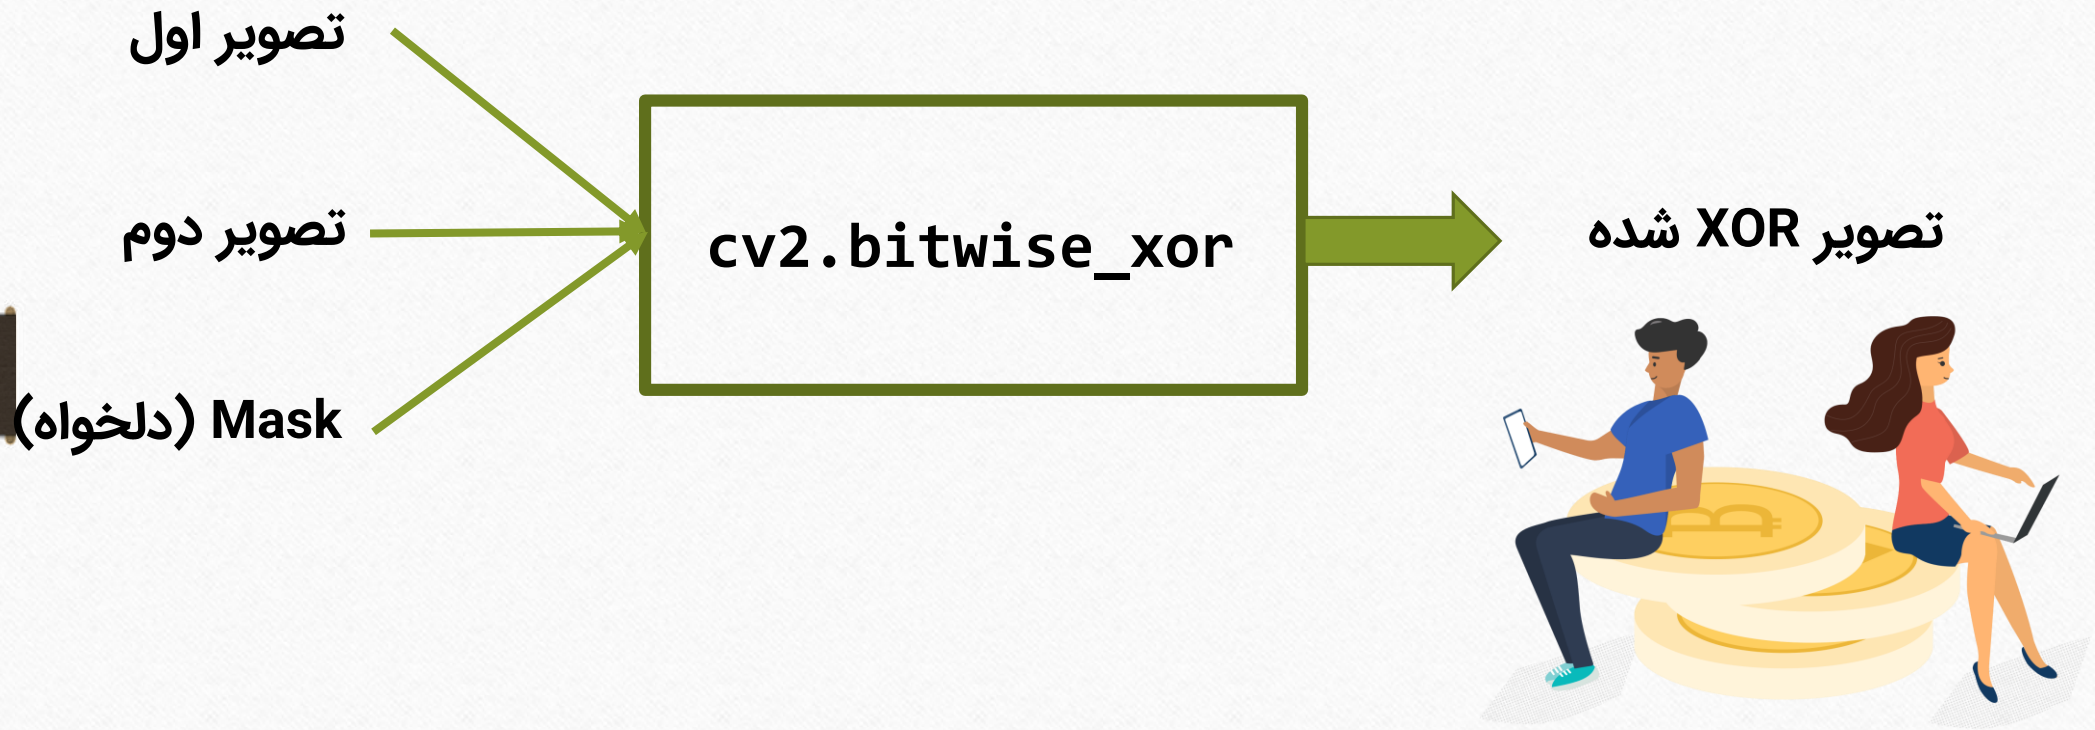 تصویر اول
تصویر دوم
Mask (دلخواه)
cv2.bitwise_xor
تصویر XOR شده